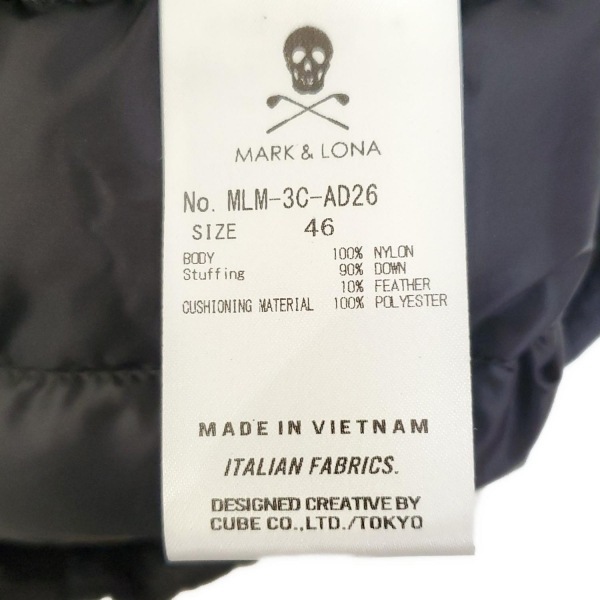 MARK & LONA
No. MLM-3C-AD26
SIZE 46
BODY 100% NYLON
Stuffing 90% DOWN
10% FEATHER
CUSHIONING MATERIAL 100% POLYESTER
MADE IN VIETNAM
ITALIAN FABRICS.
DESIGNED CREATIVE BY
CUBE CO.,LTD./TOKYO